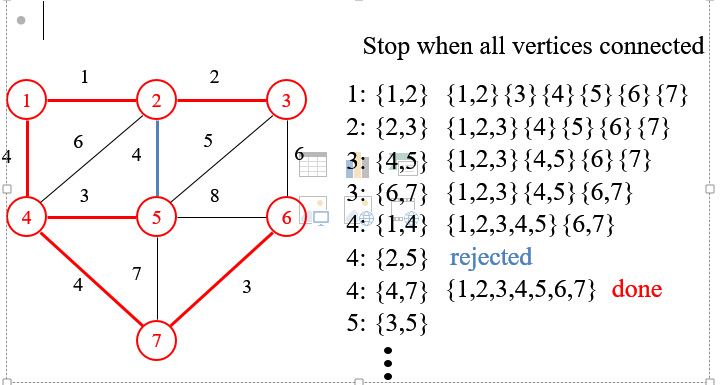 Stop when all vertices connected
1 2
1 2 3
4 6 4 5 6
3 8
4 5 6
4 7 3
7
1: {1,2} {1,2}{3}{4}{5}{6}{7}
2: {2,3} {1,2,3}{4}{5}{6}{7}
3: {4,5} {1,2,3}{4,5}{6}{7}
3: {6,7} {1,2,3}{4,5}{6,7}
4: {1,4} {1,2,3,4,5}{6,7}
4: {2,5} rejected
4: {4,7} {1,2,3,4,5,6,7} done
5: {3,5}